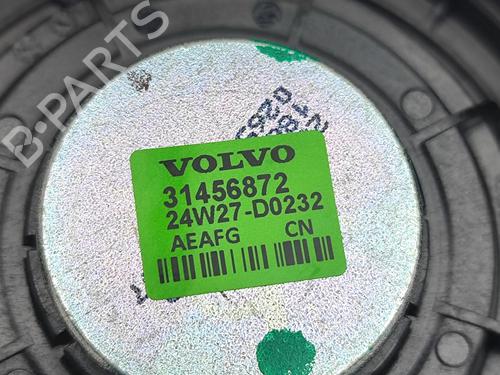 B-PARTS
VOLVO
31456872
24W27-D0232
AEAFG CN